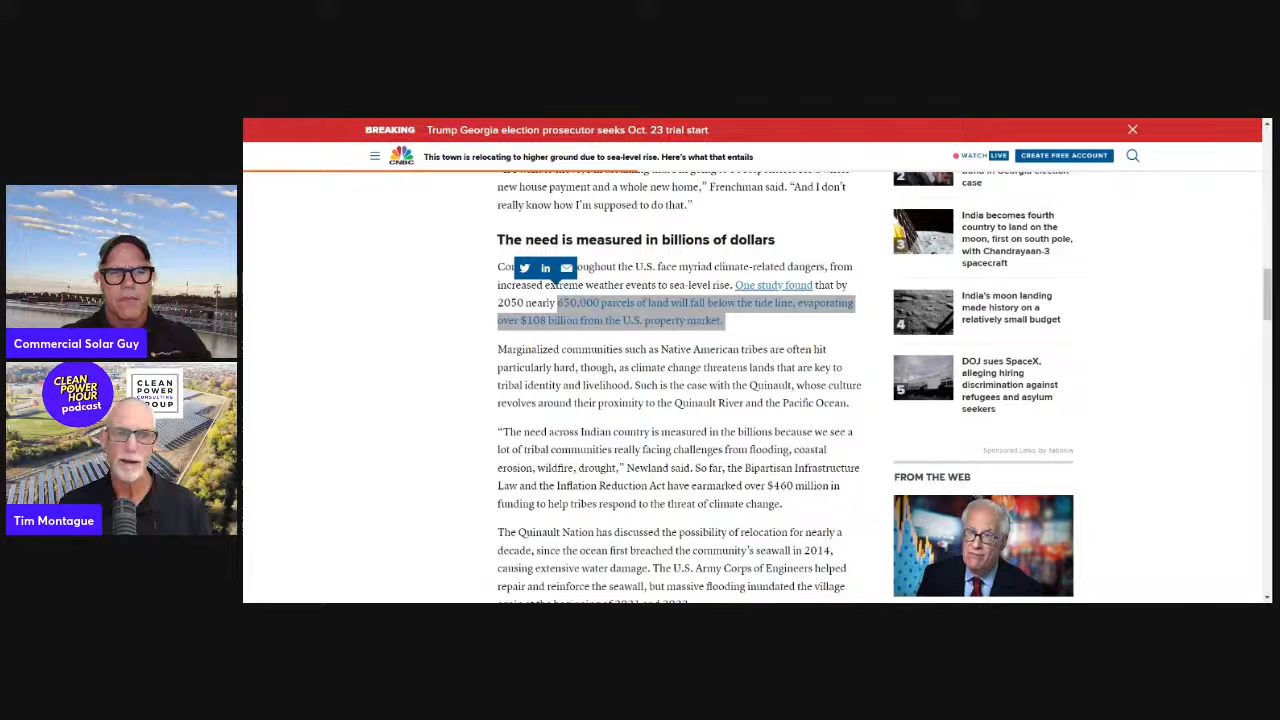 BREAKING Trump Georgia election prosecutor seeks Oct. 23 trial start
CNBC
This town is relocating to higher ground due to sea-level rise. Here's what that entails
WATCH LIVE
CREATE FREE ACCOUNT
new house payment and a whole new home,” Frenchman said. “And I don’t
really know how I’m supposed to do that.”
The need is measured in billions of dollars
oughout the U.S. face myriad climate-related dangers, from
increased extreme weather events to sea-level rise. One study found that by
2050 nearly 650,000 parcels of land will fall below the tide line, evaporating
over $108 billion from the U.S. property market.
Marginalized communities such as Native American tribes are often hit
particularly hard, though, as climate change threatens lands that are key to
tribal identity and livelihood. Such is the case with the Quinault, whose culture
revolves around their proximity to the Quinault River and the Pacific Ocean.
“The need across Indian country is measured in the billions because we see a
lot of tribal communities really facing challenges from flooding, coastal
erosion, wildfire, drought,” Newland said. So far, the Bipartisan Infrastructure
Law and the Inflation Reduction Act have earmarked over $460 million in
funding to help tribes respond to the threat of climate change.
The Quinault Nation has discussed the possibility of relocation for nearly a
decade, since the ocean first breached the community’s seawall in 2014,
causing extensive water damage. The U.S. Army Corps of Engineers helped
repair and reinforce the seawall, but massive flooding inundated the village
2
case
3
India becomes fourth
country to land on the
moon, first on south pole,
with Chandrayaan-3
spacecraft
4
India's moon landing
made history on a
relatively small budget
5
DOJ sues SpaceX,
alleging hiring
discrimination against
refugees and asylum
seekers
Sponsored Links by Taboola
FROM THE WEB
Commercial Solar Guy
CLEAN
POWER
HOUR
podcast
CLEAN
POWER
CONSULTING
GROUP
Tim Montague